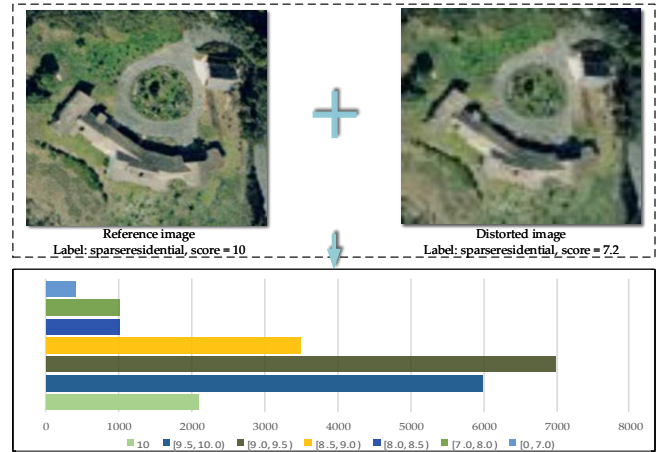 Reference image
Label: sparseresidential, score = 10
Distorted image
Label: sparseresidential, score = 7.2
0 1000 2000 3000 4000 5000 6000 7000 8000
10 [9.5, 10. 0) [9.0, 9.5 ) [8.5, 9.0 ) [8.0, 8.5 ) [7.0, 8.0 ) [0, 7.0)